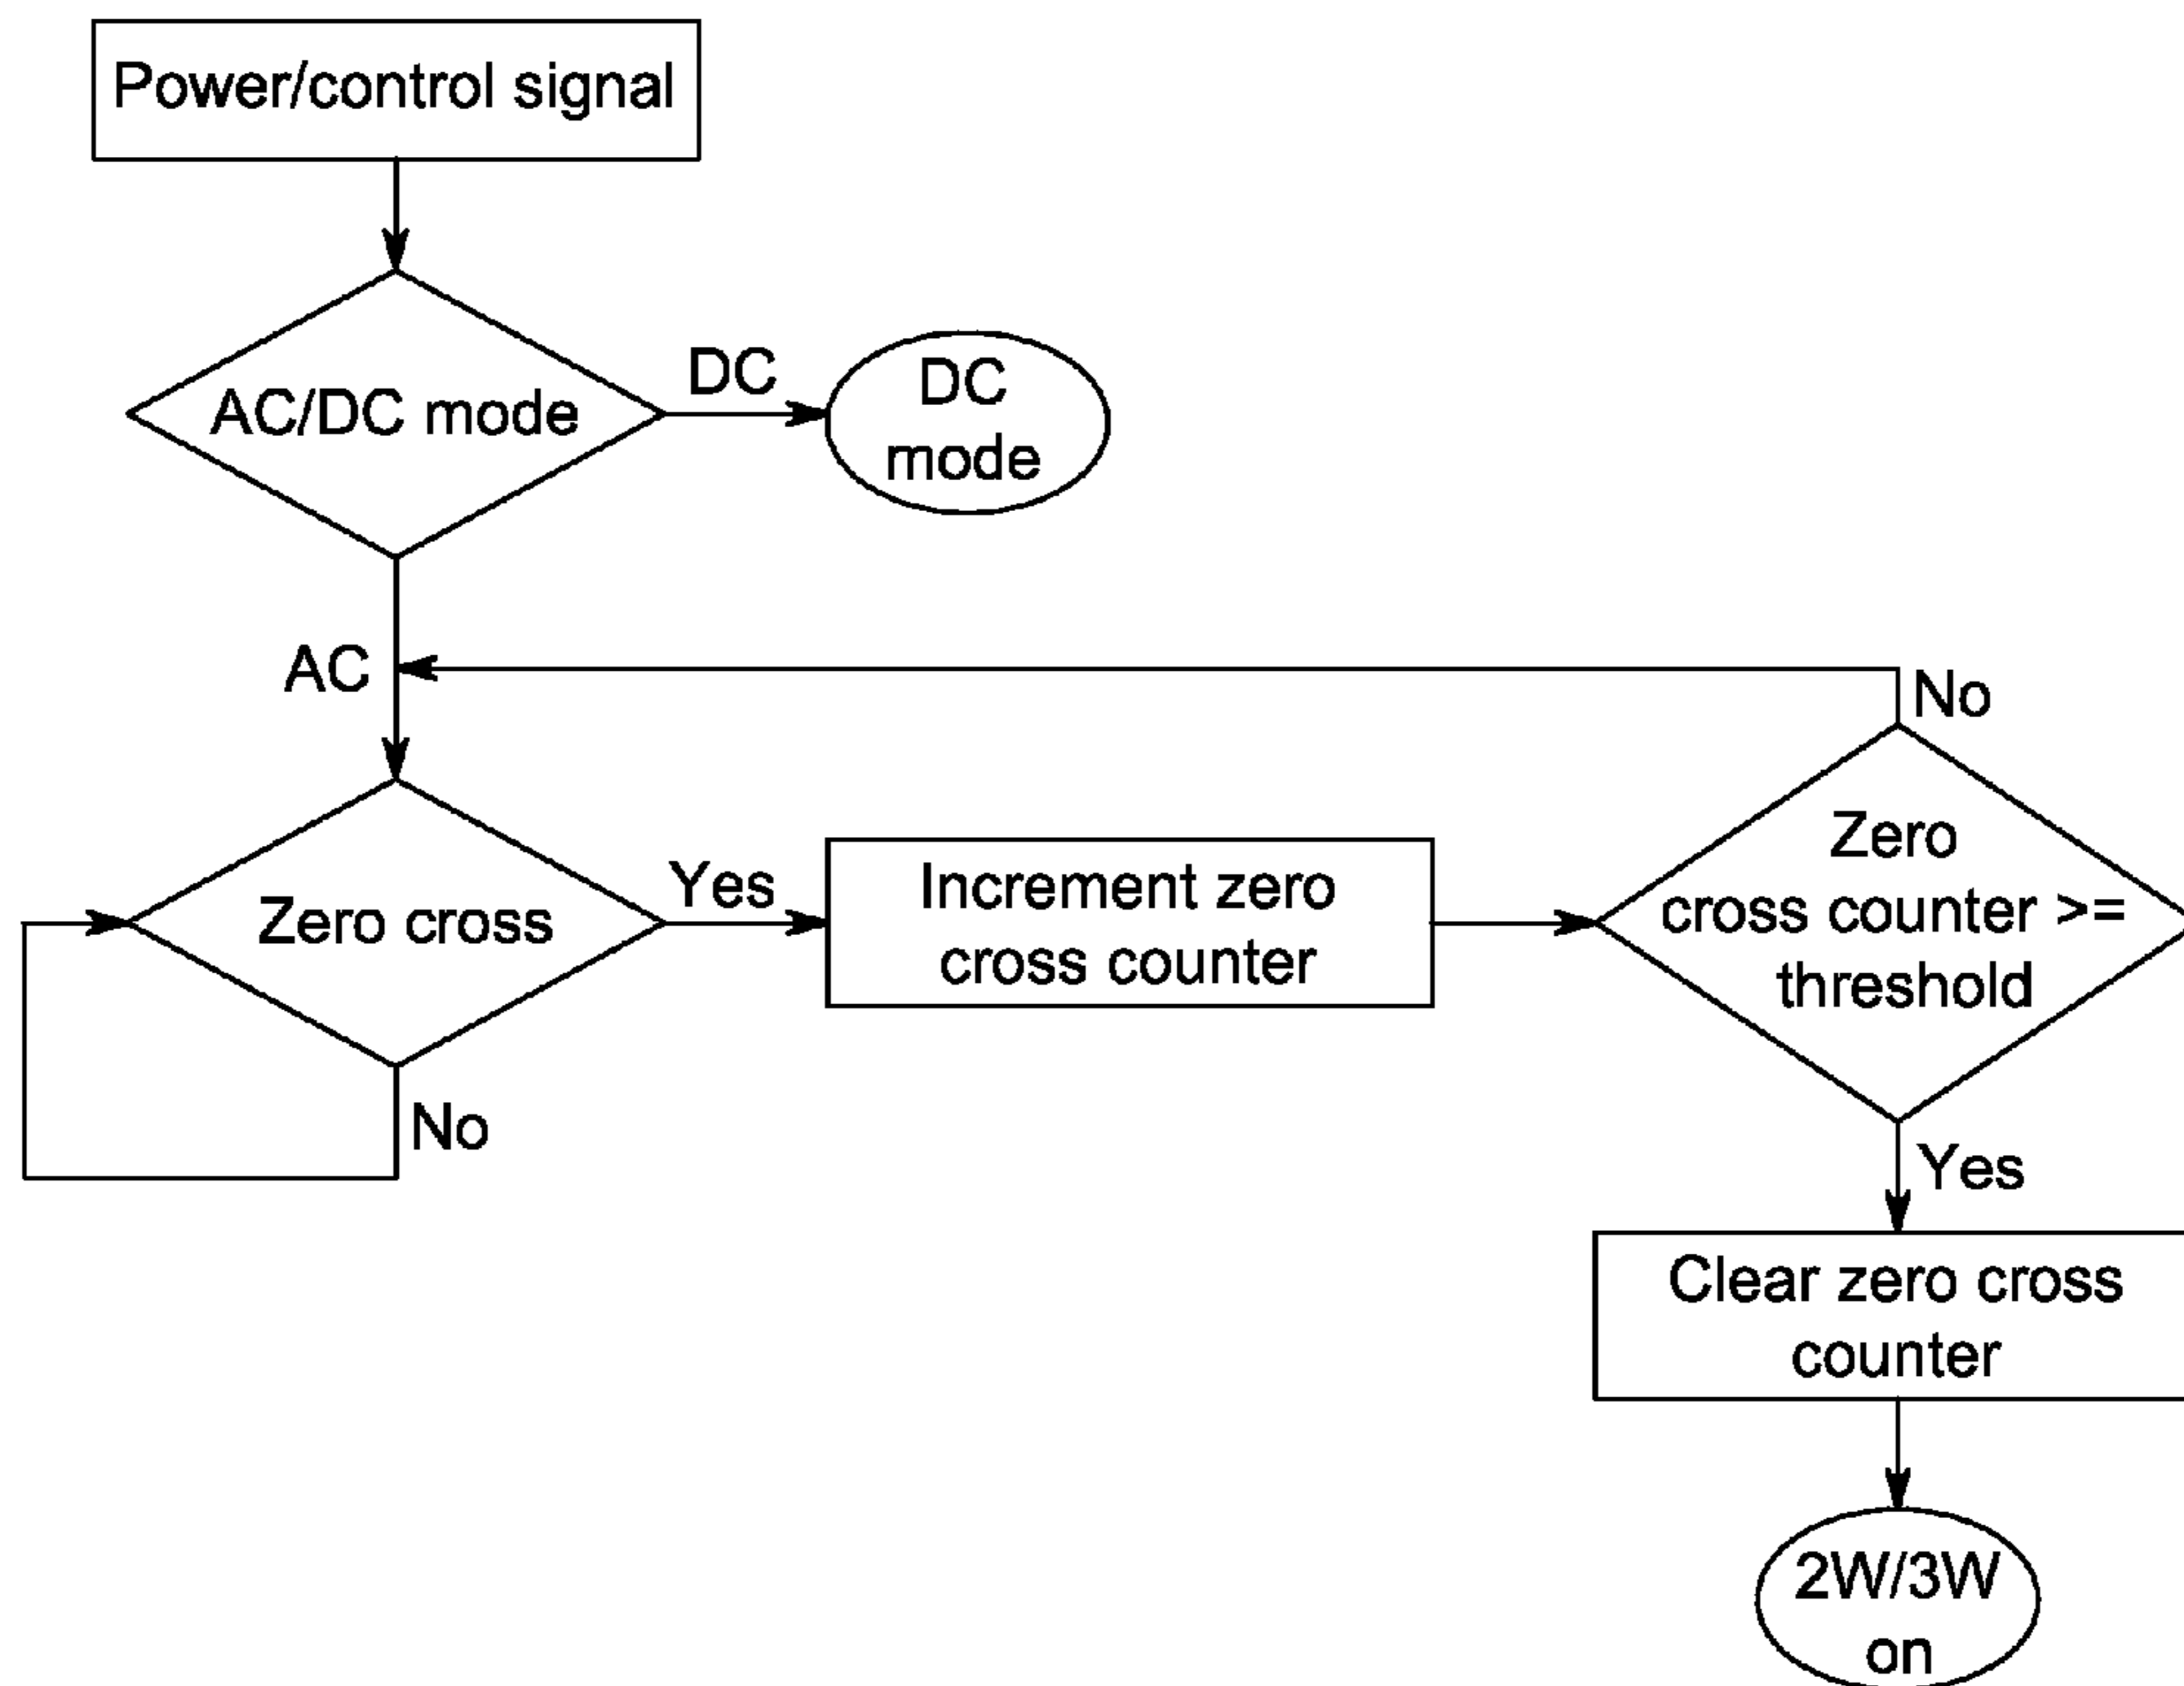 Power/control signal
AC/DC mode
DC
DC
mode
AC
No
Zero cross
Yes
Increment zero
cross counter
Zero
cross counter >=
threshold
No
Yes
Clear zero cross
counter
2W/3W
on